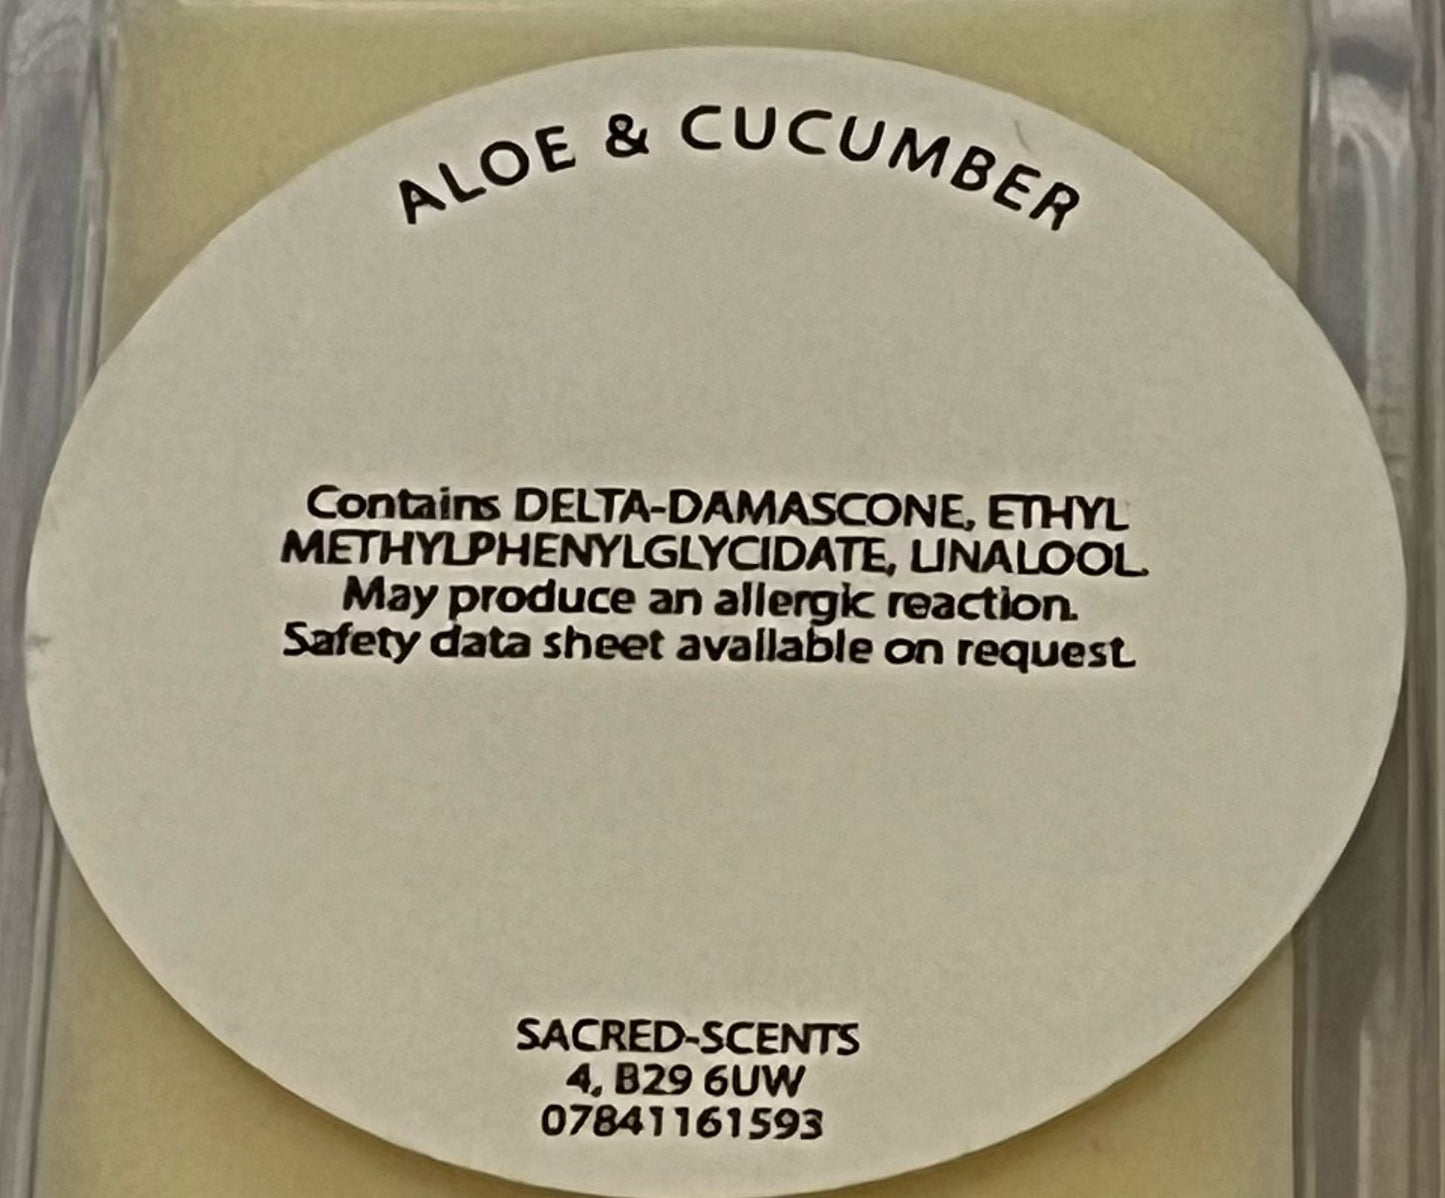 ALOE & CUCUMBER
Contains DELTA-DAMASCONE, ETHYL
METHYLPHENYLGLYCIDATE, LINALOOL.
May produce an allergic reaction.
Safety data sheet available on request.
SACRED-SCENTS
4, B29 6UW
07841161593